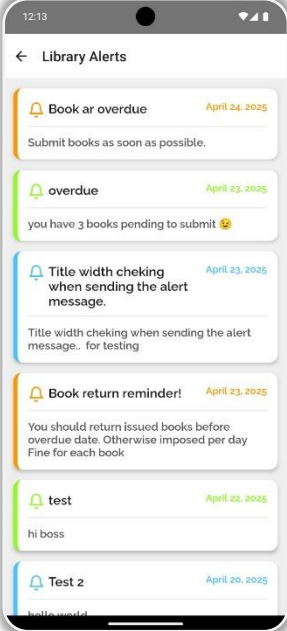 12:13
Library Alerts
Book ar overdue
April 24, 2025
Submit books as soon as possible.
overdue
April 23, 2025
you have 3 books pending to submit 😉
Title width cheking
April 23, 2025
when sending the alert
message.
Title width cheking when sending the alert
message.. for testing
Book return reminder!
April 23, 2025
You should return issued books before
overdue date. Otherwise imposed per day
Fine for each book
test
April 22, 2025
hi boss
Test 2
April 20, 2025
hello world